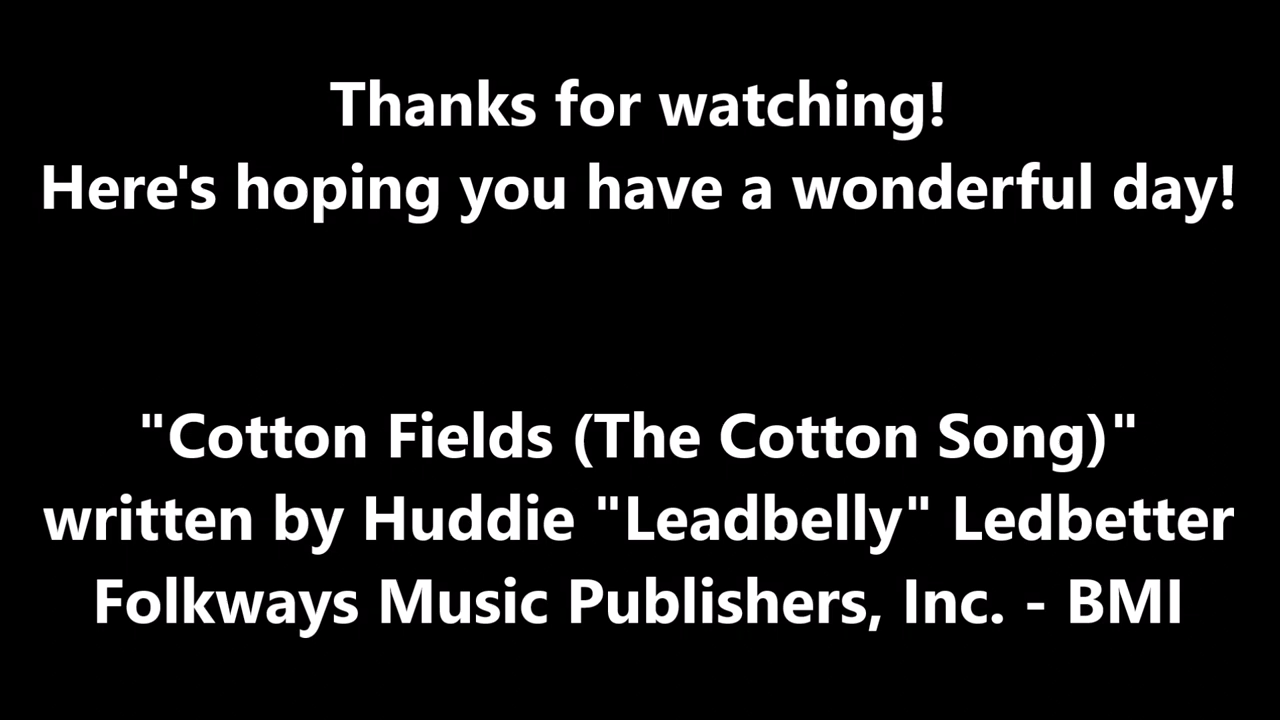 Thanks for watching!
Here's hoping you have a wonderful day!
"Cotton Fields (The Cotton Song)"
written by Huddie "Leadbelly" Ledbetter
Folkways Music Publishers, Inc. - BMI